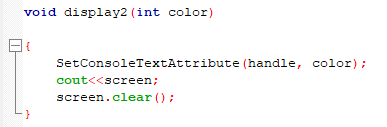 void display2(int color)
{
SetConsoleTextAttribute(handle, color);
cout<<screen;
screen.clear();
}